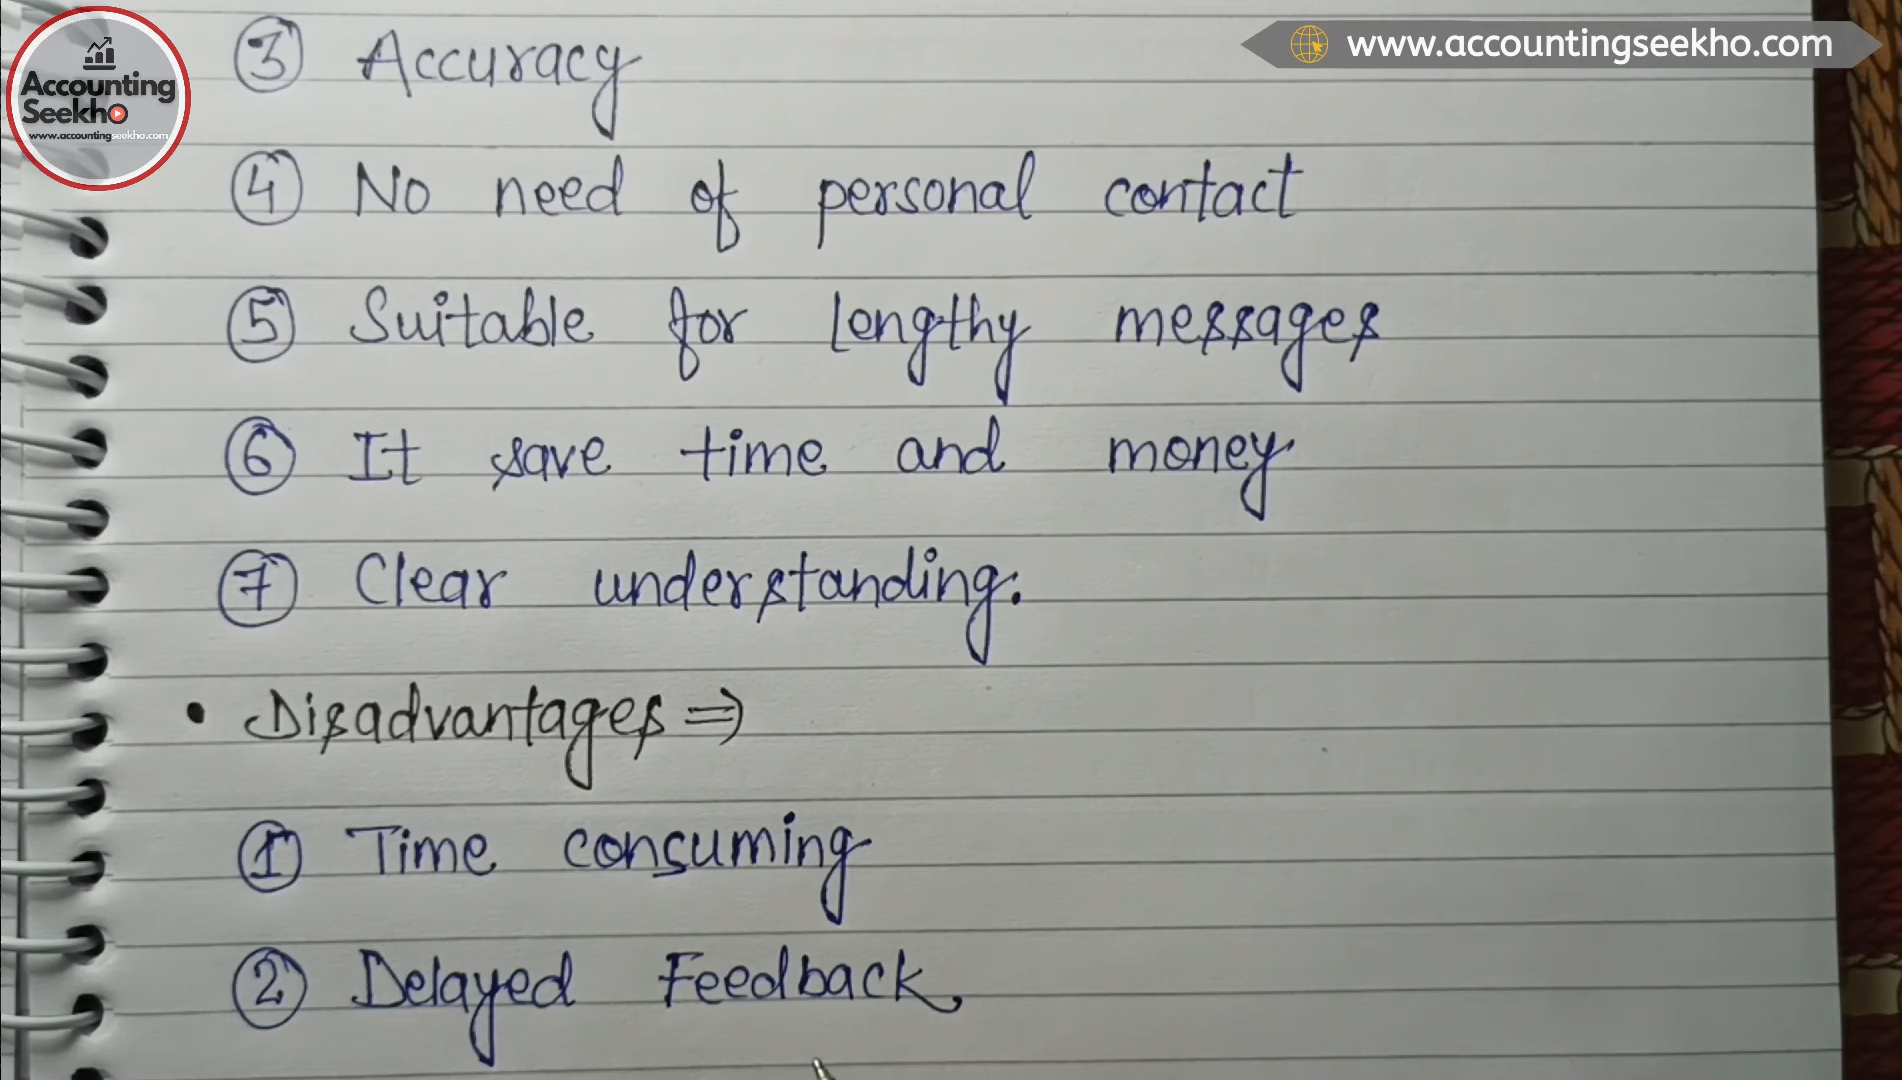 Accounting
Seekho
www.accountingseekho.com
www.accountingseekho.com
③ Accuracy
④ No need of personal contact
⑤ Suitable for lengthy messages
⑥ It save time and money
⑦ Clear understanding.
• Disadvantages ⇒
① Time consuming
② Delayed Feedback